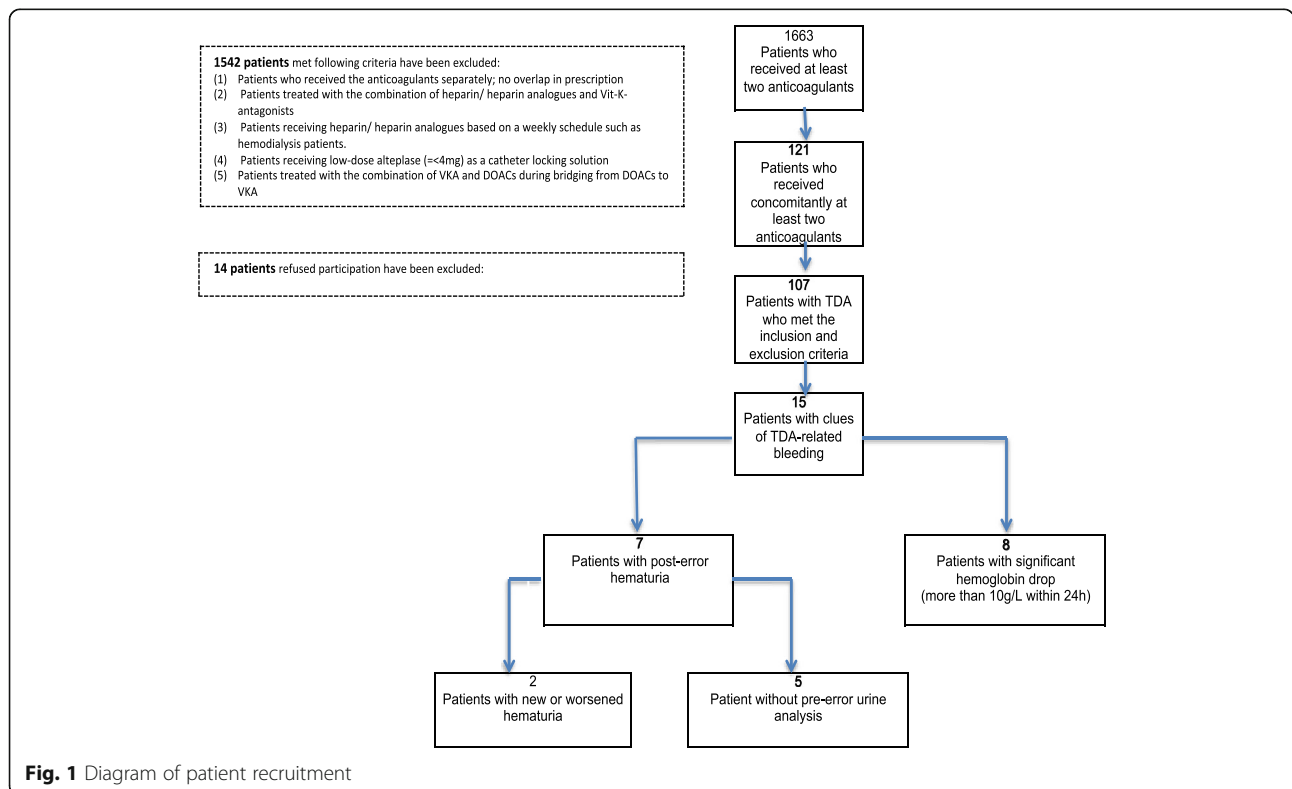 1663
Patients who
received at least
two anticoagulants
1542 patients met following criteria have been excluded:
(1) Patients who received the anticoagulants separately; no overlap in prescription
(2) Patients treated with the combination of heparin/ heparin analogues and Vit-K-
antagonists
(3) Patients receiving heparin/ heparin analogues based on a weekly schedule such as
hemodialysis patients.
(4) Patients receiving low-dose alteplase (=<4mg) as a catheter locking solution
(5) Patients treated with the combination of VKA and DOACs during bridging from DOACs to
VKA
121
Patients who
received
concomitantly at
least two
anticoagulants
14 patients refused participation have been excluded:
107
Patients with TDA
who met the
inclusion and
exclusion criteria
15
Patients with clues
of TDA-related
bleeding
7
Patients with post-error
hematuria
8
Patients with significant
hemoglobin drop
(more than 10g/L within 24h)
2
Patients with new or worsened
hematuria
5
Patient without pre-error urine
analysis
Fig. 1 Diagram of patient recruitment